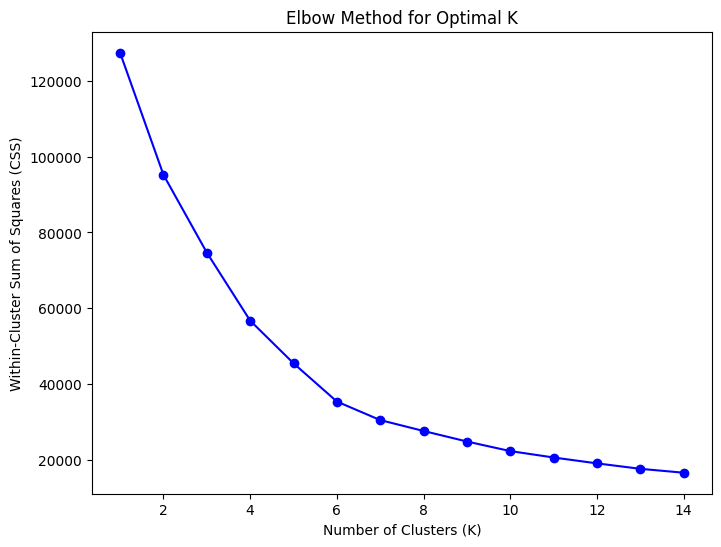 Elbow Method for Optimal K
Within-Cluster Sum of Squares (CSS)
120000
100000
80000
60000
40000
20000
2 4 6 8 10 12 14
Number of Clusters (K)